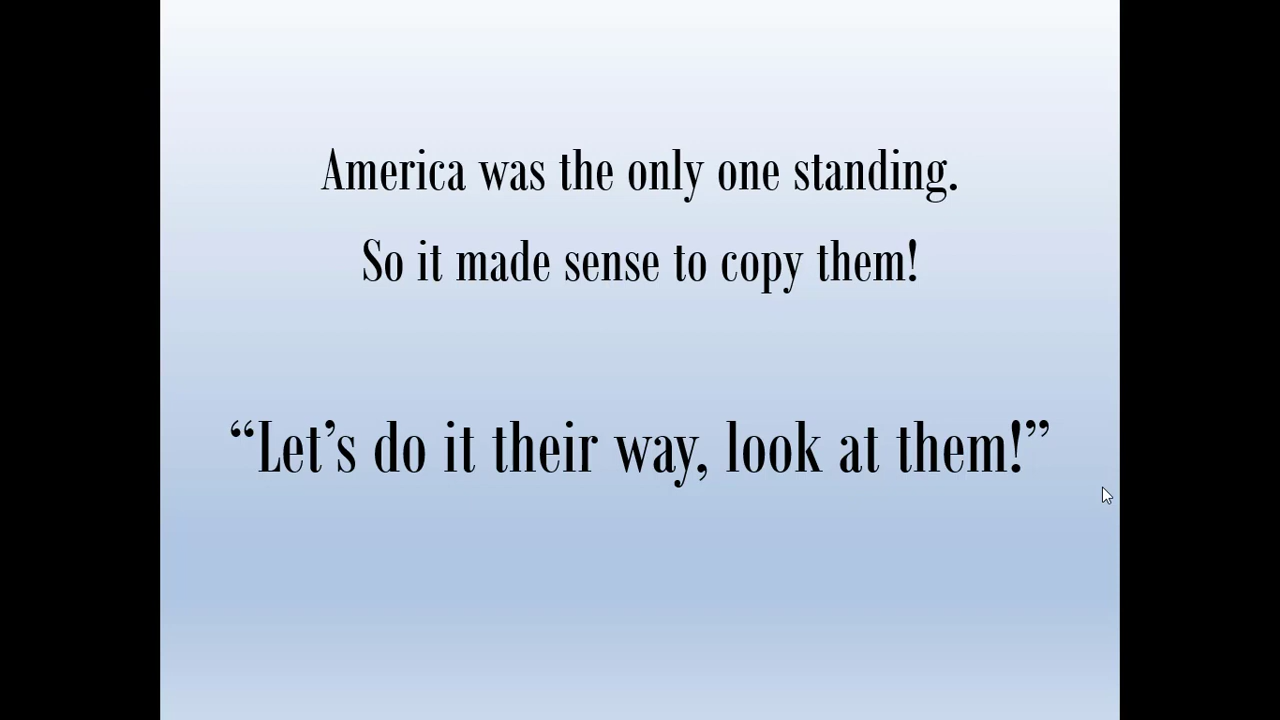 America was the only one standing.
So it made sense to copy them!
“Let’s do it their way, look at them!”